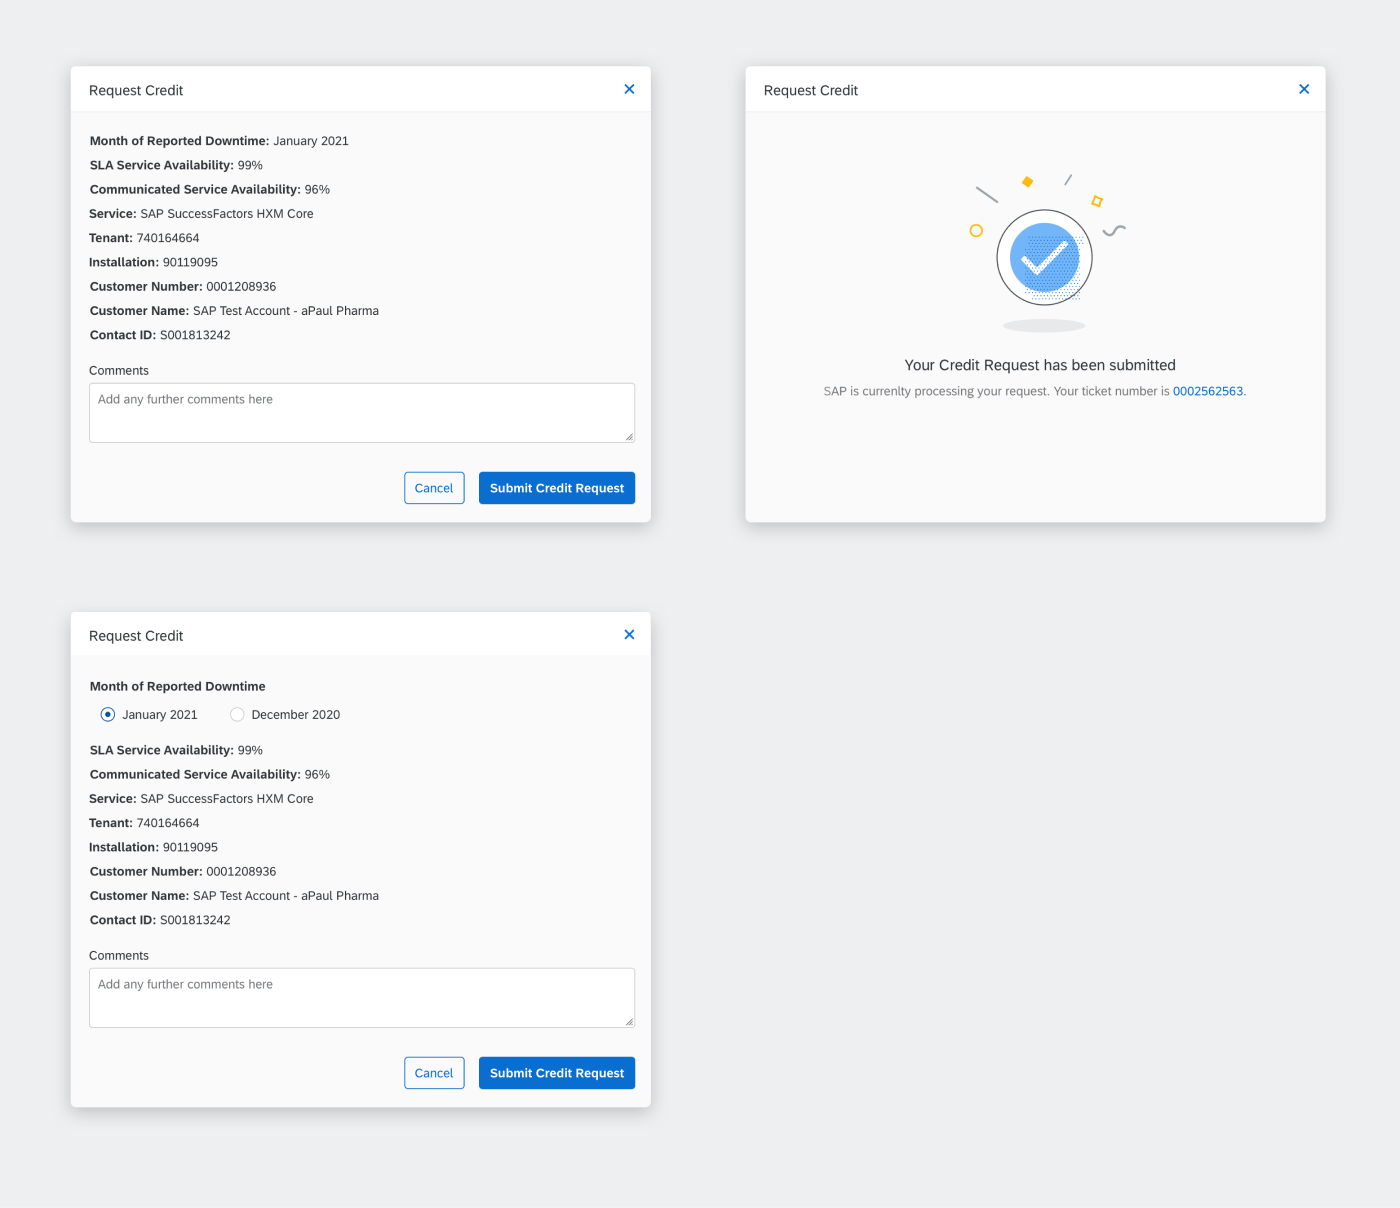 Request Credit
Month of Reported Downtime: January 2021
SLA Service Availability: 99%
Communicated Service Availability: 96%
Service: SAP SuccessFactors HXM Core
Tenant: 740164664
Installation: 90119095
Customer Number: 0001208936
Customer Name: SAP Test Account - aPaul Pharma
Contact ID: S001813242
Comments
Add any further comments here
Cancel
Submit Credit Request
Request Credit
Your Credit Request has been submitted
SAP is currenlty processing your request. Your ticket number is 0002562563.
Request Credit
Month of Reported Downtime
January 2021
December 2020
SLA Service Availability: 99%
Communicated Service Availability: 96%
Service: SAP SuccessFactors HXM Core
Tenant: 740164664
Installation: 90119095
Customer Number: 0001208936
Customer Name: SAP Test Account - aPaul Pharma
Contact ID: S001813242
Comments
Add any further comments here
Cancel
Submit Credit Request